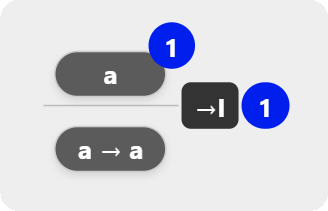 a 1
→I 1
a → a